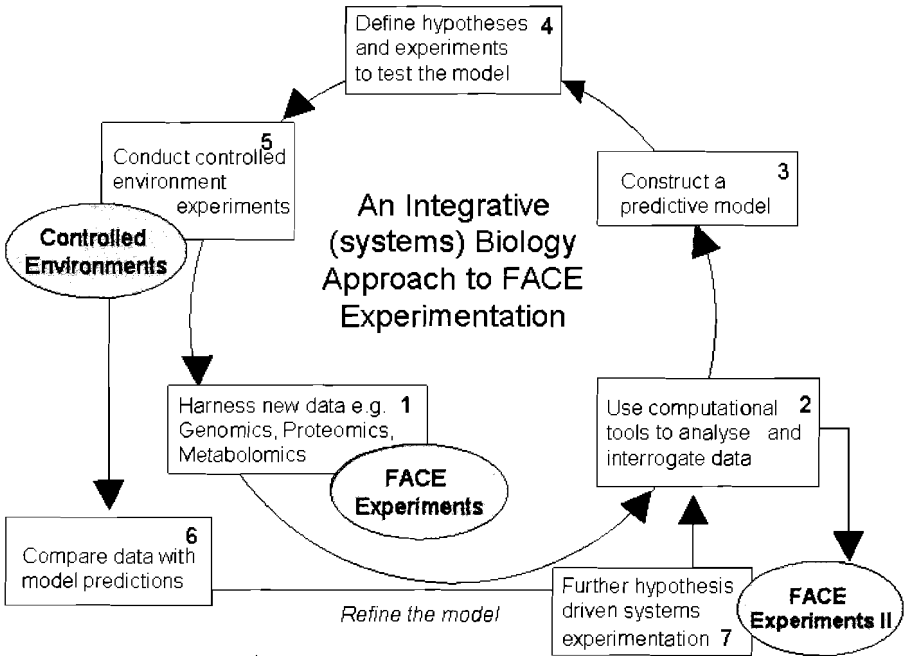 Define hypotheses 4
and experiments
to test the model
5
Conduct controlled
environment
experiments
Controlled
Environments
3
Construct a
predictive model
An Integrative
(systems) Biology
Approach to FACE
Experimentation
Harness new data e.g. 1
Genomics, Proteomics,
Metabolomics
FACE
Experiments
Use computational 2
tools to analyse and
interrogate data
6
Compare data with
model predictions
Refine the model
Further hypothesis
driven systems
experimentation 7
FACE
Experiments II